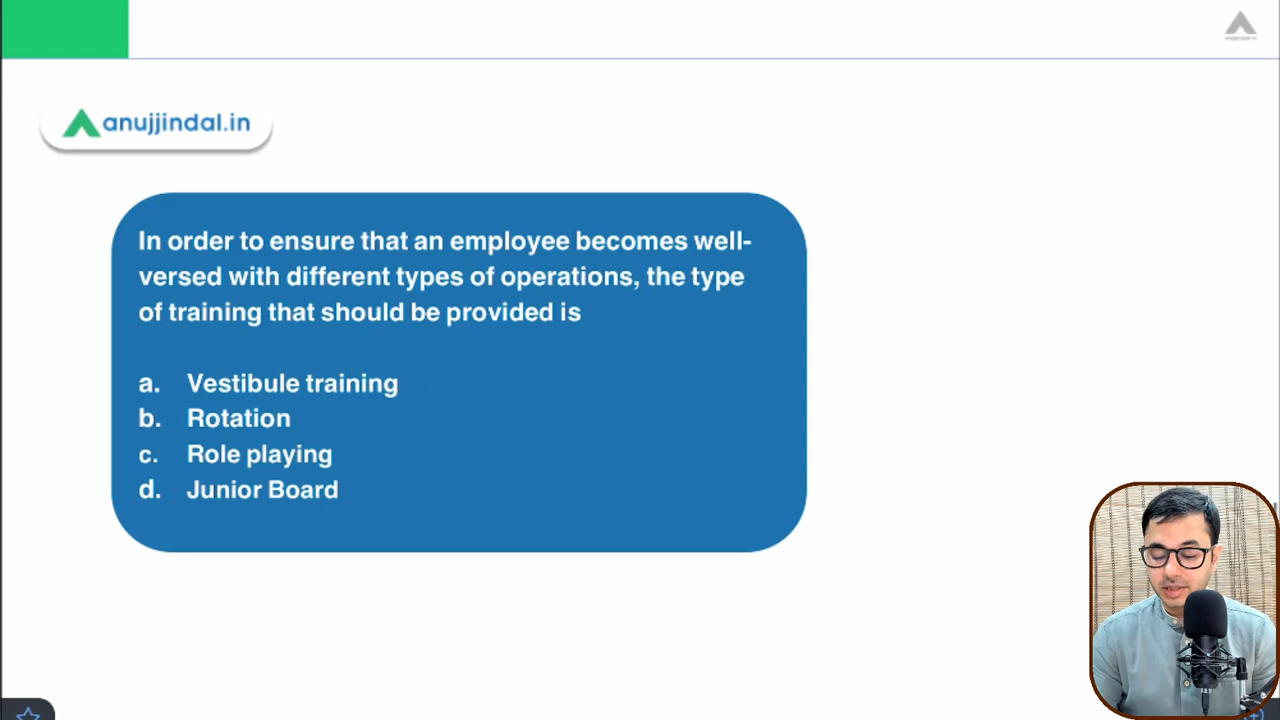 anujjindal.in
In order to ensure that an employee becomes well-
versed with different types of operations, the type
of training that should be provided is
a. Vestibule training
b. Rotation
c. Role playing
d. Junior Board